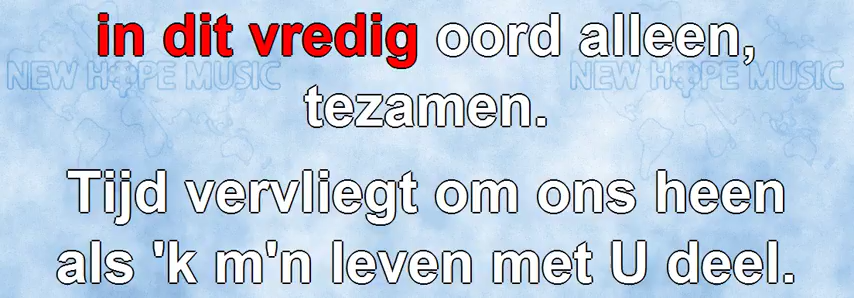 in dit vredig oord alleen,
NEW HOPE MUSIC NEW HOPE MUSIC
tezamen.
Tijd vervliegt om ons heen
als 'k m'n leven met U deel.